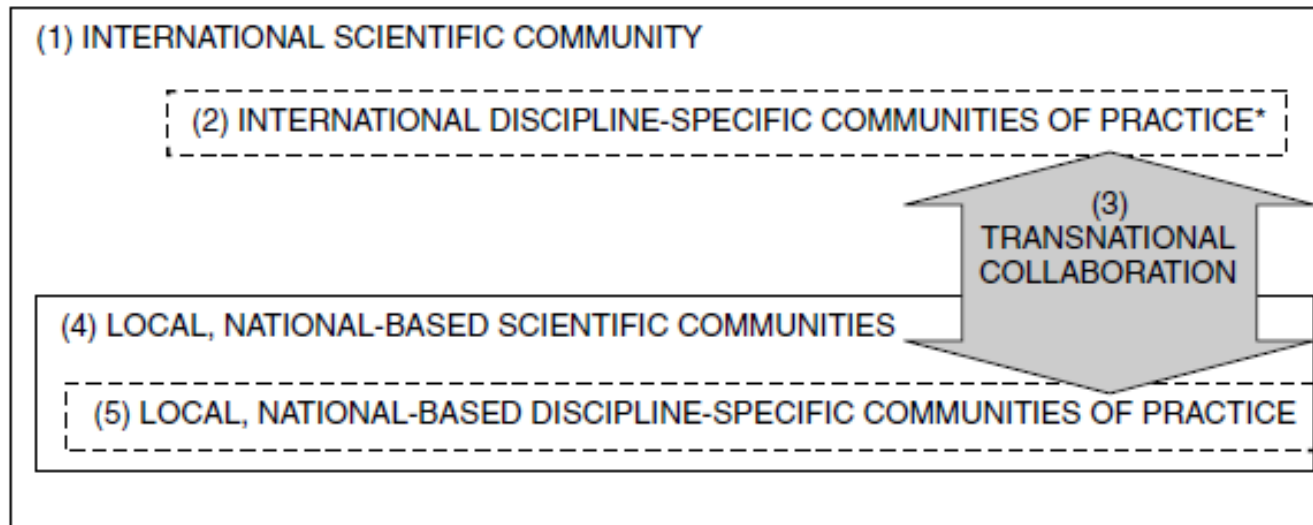 (1) INTERNATIONAL SCIENTIFIC COMMUNITY
(2) INTERNATIONAL DISCIPLINE-SPECIFIC COMMUNITIES OF PRACTICE*
(3)
TRANSNATIONAL
COLLABORATION
(4) LOCAL, NATIONAL-BASED SCIENTIFIC COMMUNITIES
(5) LOCAL, NATIONAL-BASED DISCIPLINE-SPECIFIC COMMUNITIES OF PRACTICE